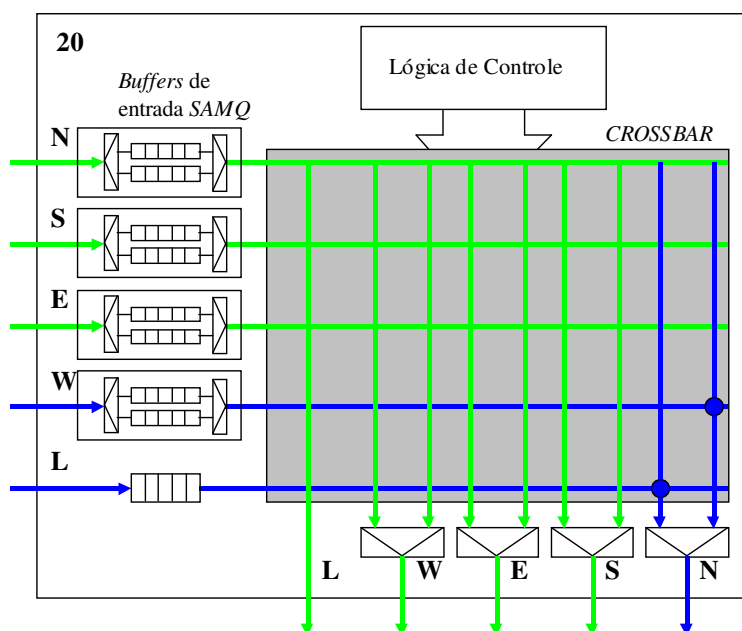 20
Lógica de Controle
Buffers de
entrada SAMQ
CROSSBAR
N
S
E
W
L
L
W
E
S
N